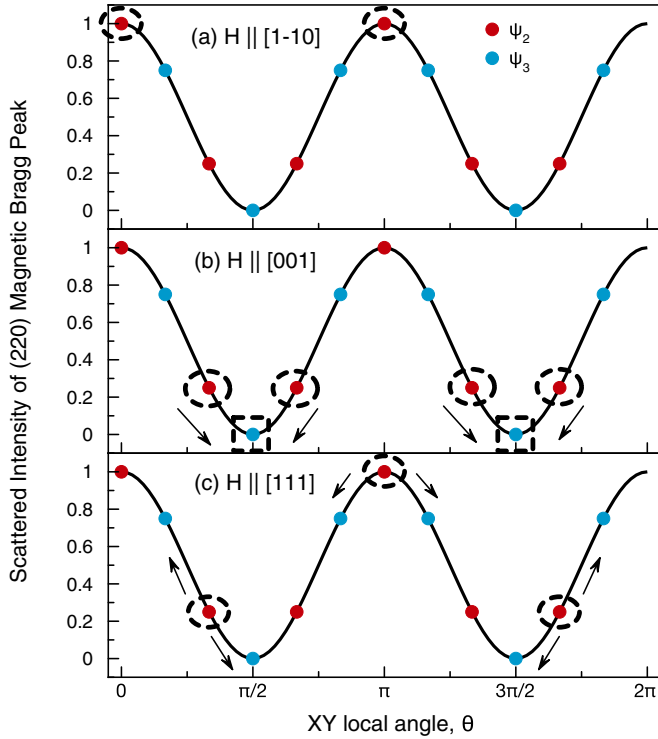 Scattered Intensity of (220) Magnetic Bragg Peak
(a) H || [1-10]
ψ2
ψ3
1
0.8
0.6
0.4
0.2
0
(b) H || [001]
1
0.8
0.6
0.4
0.2
0
(c) H || [111]
1
0.8
0.6
0.4
0.2
0
0 π/2 π 3π/2 2π
XY local angle, θ